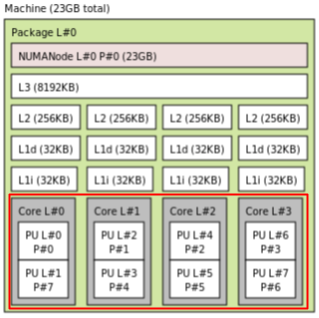 Machine (23GB total)
Package L#0
NUMANode L#0 P#0 (23GB)
L3 (8192KB)
L2 (256KB) L2 (256KB) L2 (256KB) L2 (256KB)
L1d (32KB) L1d (32KB) L1d (32KB) L1d (32KB)
L1i (32KB) L1i (32KB) L1i (32KB) L1i (32KB)
Core L#0 Core L#1 Core L#2 Core L#3
PU L#0 PU L#2 PU L#4 PU L#6
P#0 P#1 P#2 P#3
PU L#1 PU L#3 PU L#5 PU L#7
P#7 P#4 P#5 P#6